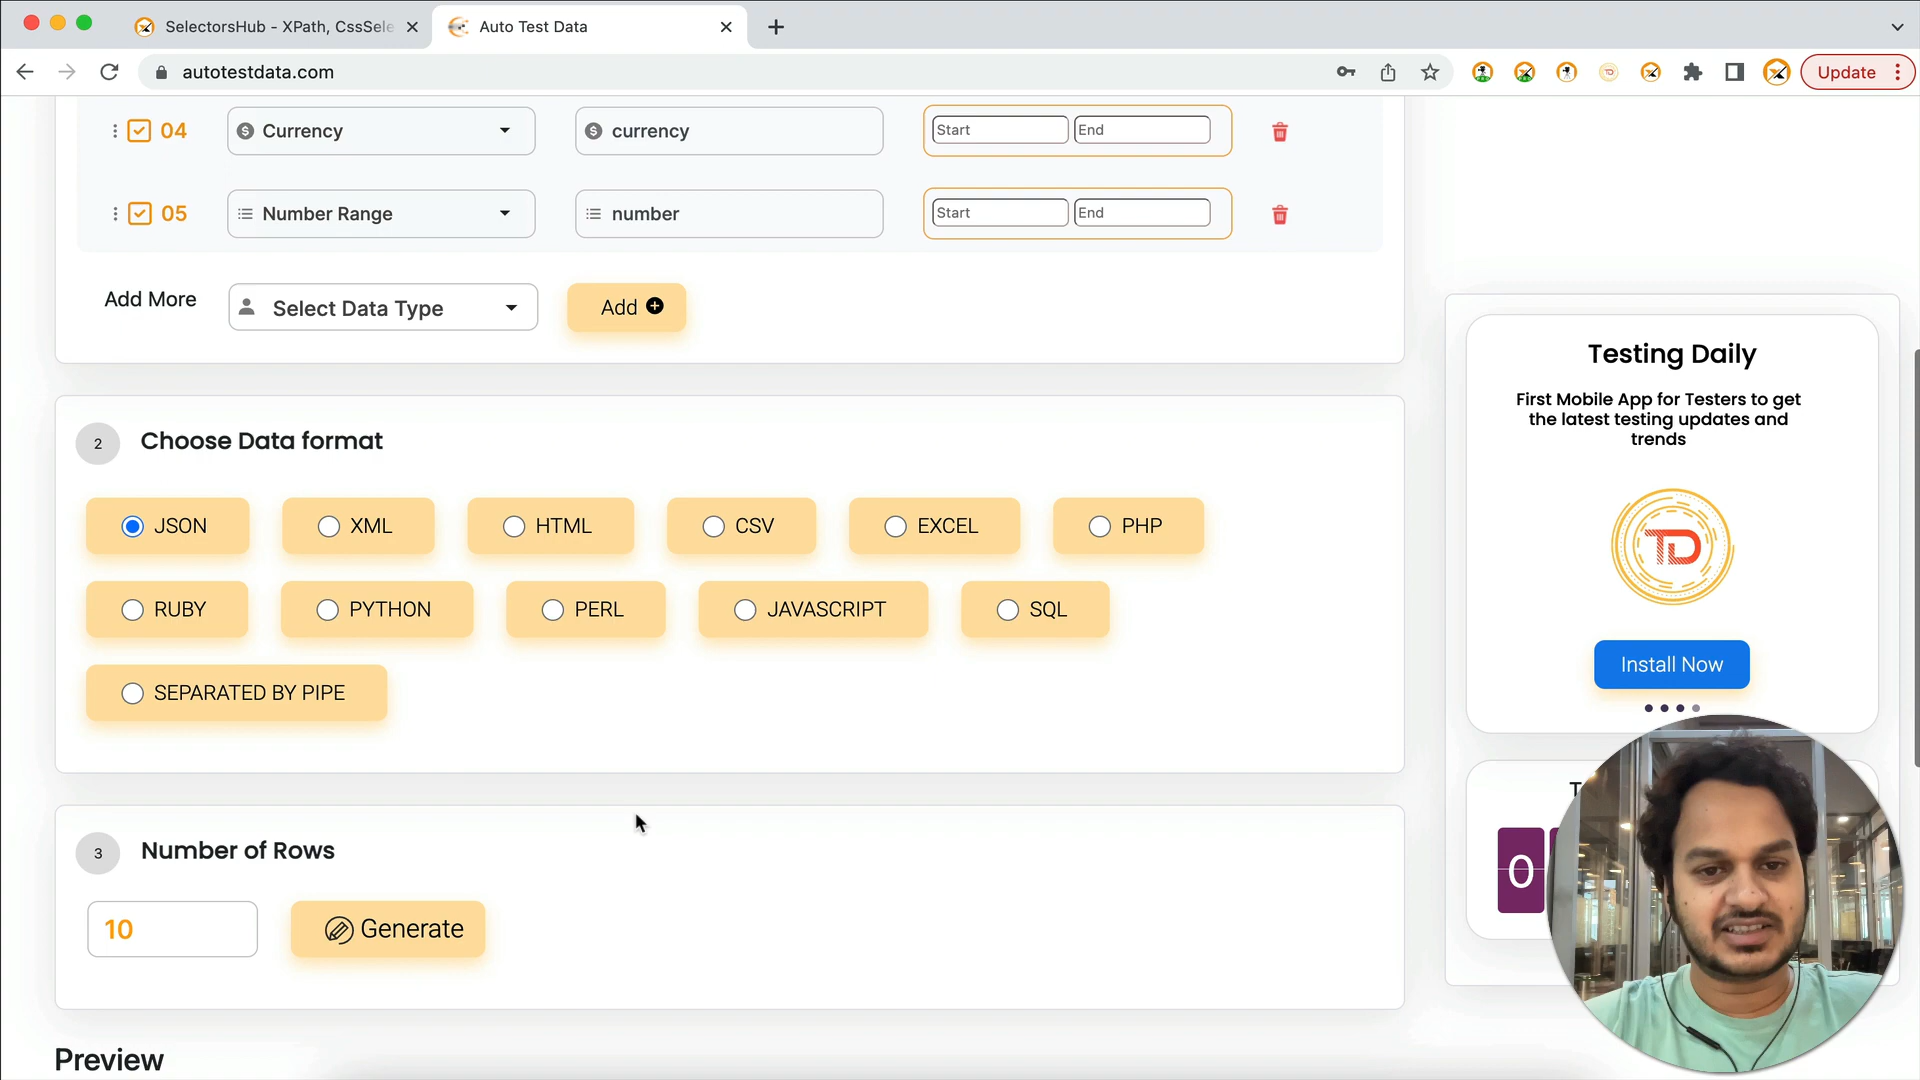 SelectorsHub - XPath, CssSele
Auto Test Data
autotestdata.com
Update
04
Currency
currency
Start
End
05
Number Range
number
Start
End
Add More
Select Data Type
Add
2
Choose Data format
JSON
XML
HTML
CSV
EXCEL
PHP
RUBY
PYTHON
PERL
JAVASCRIPT
SQL
SEPARATED BY PIPE
3
Number of Rows
10
Generate
Preview
Testing Daily
First Mobile App for Testers to get
the latest testing updates and
trends
TD
Install Now
T
0